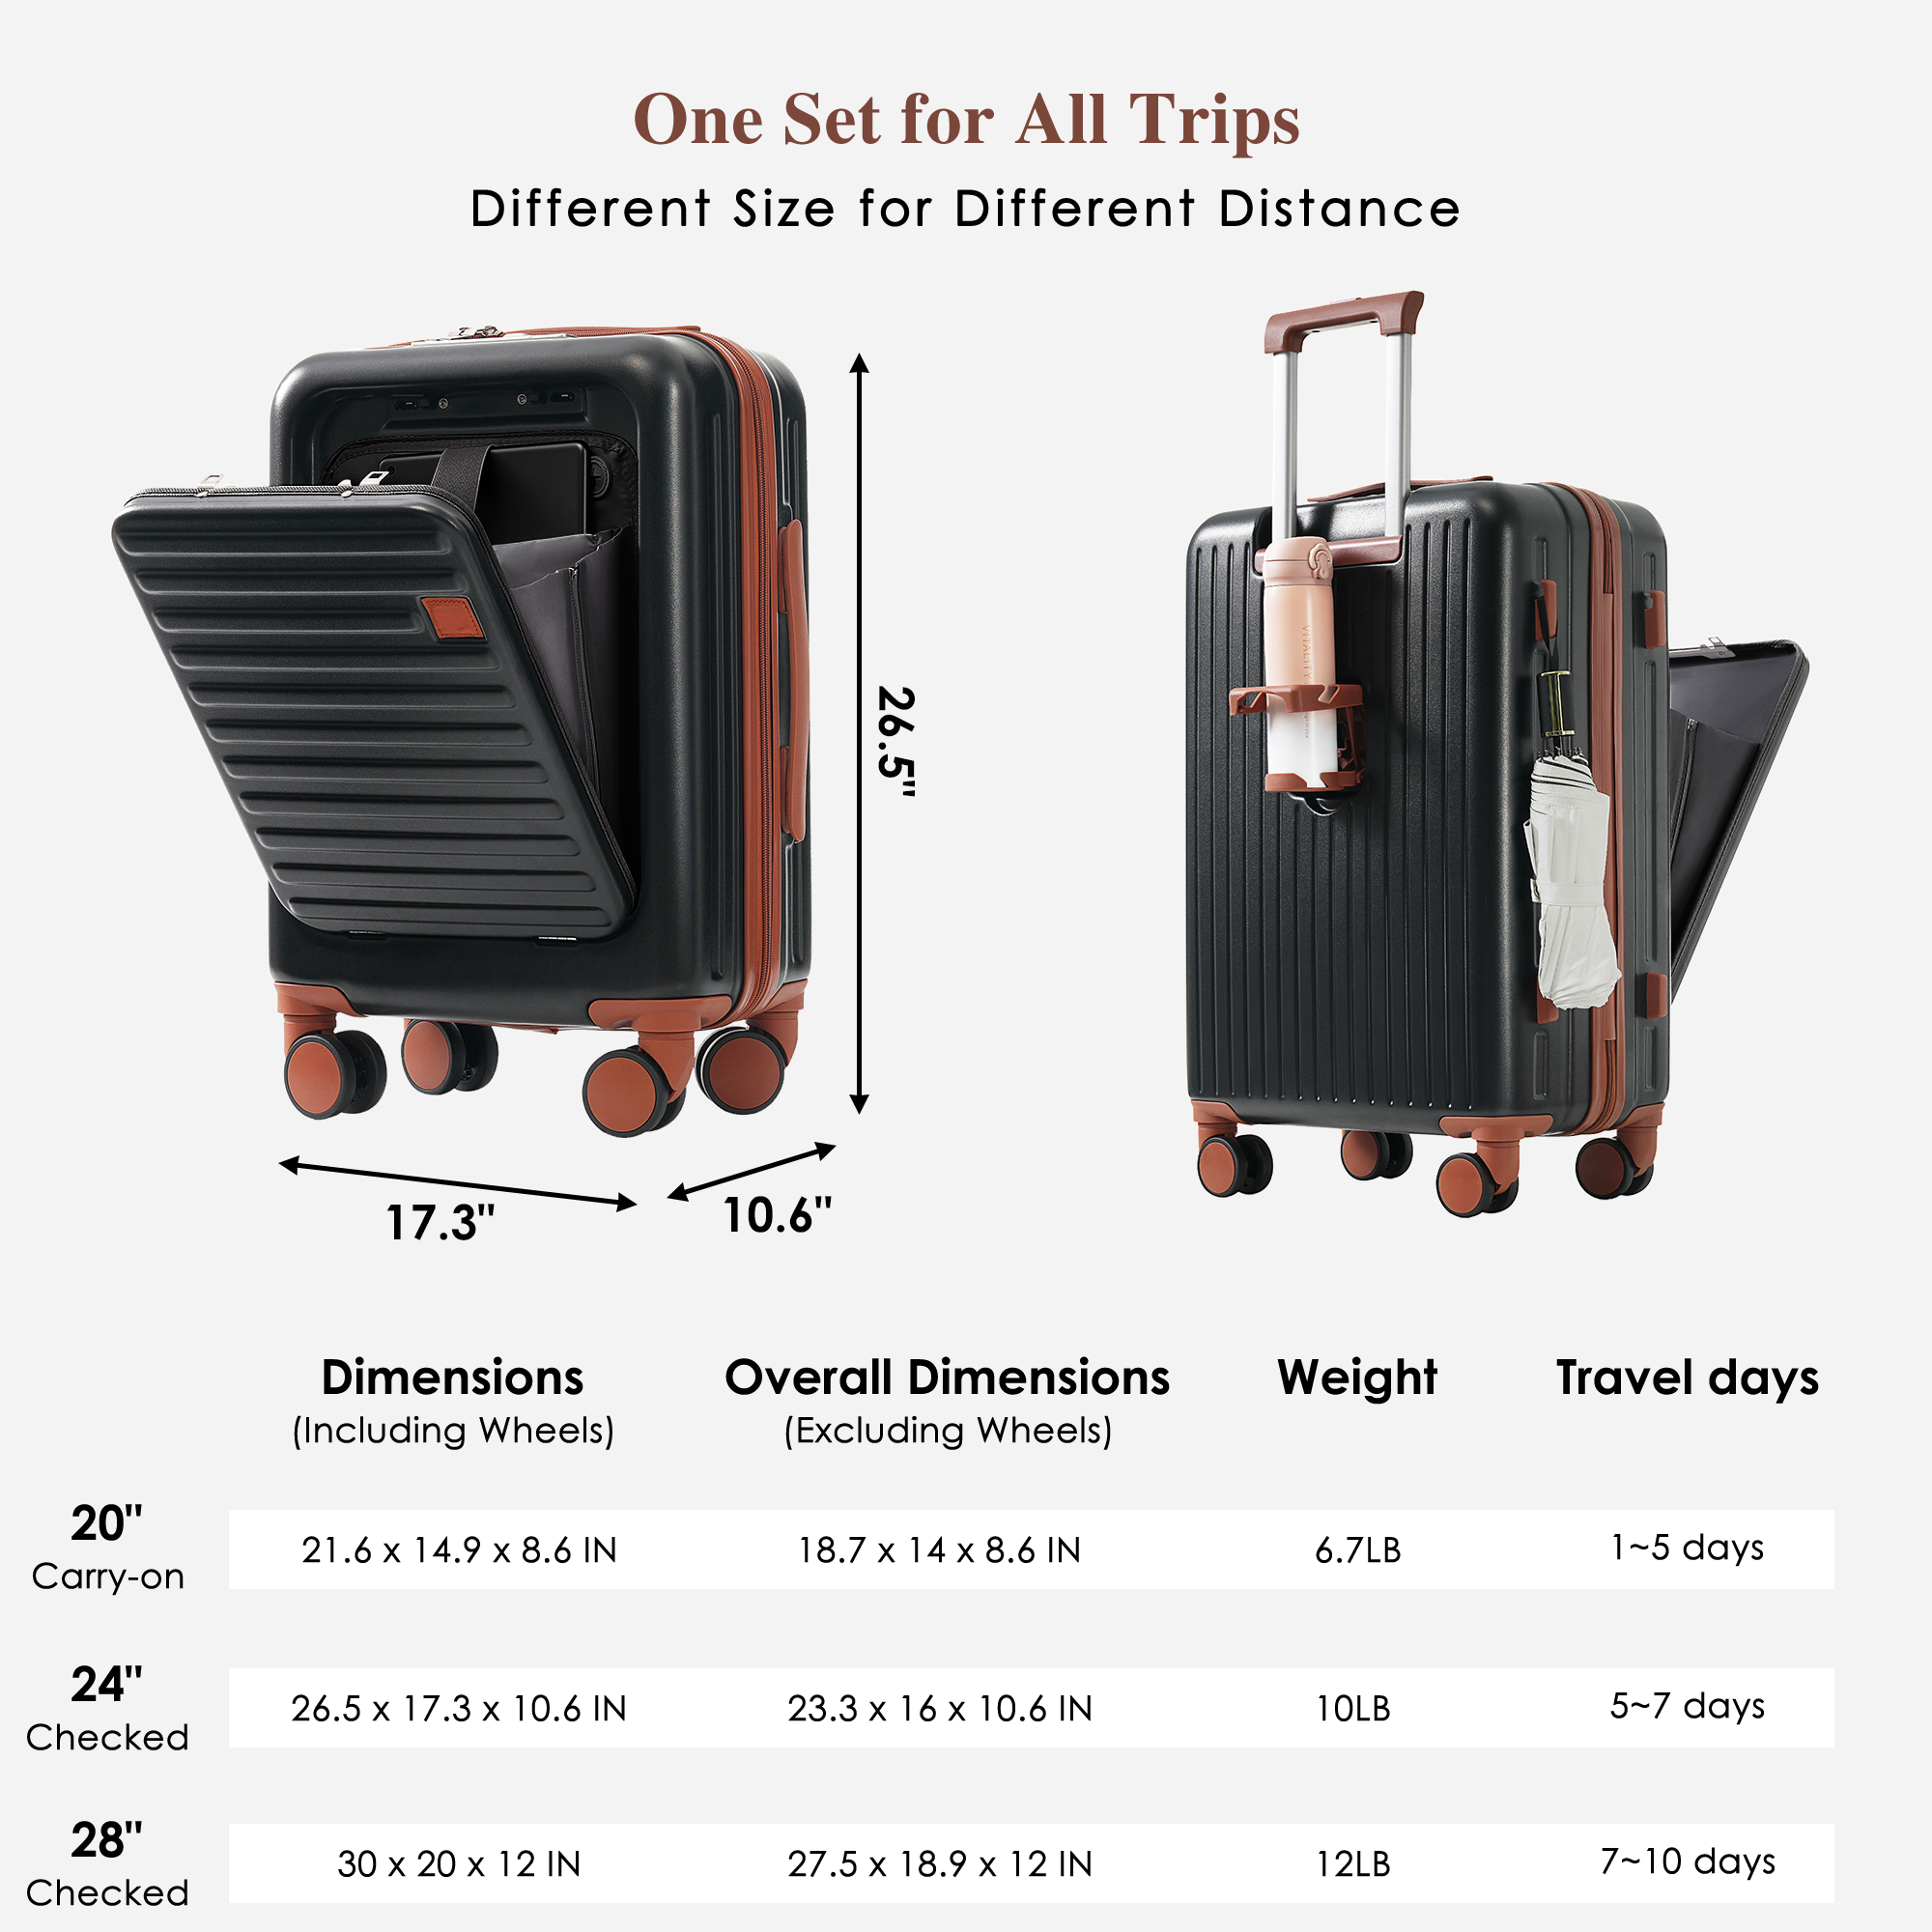 One Set for All Trips
Different Size for Different Distance
VITALITY
26.5"
17.3"
10.6"
Dimensions
(Including Wheels)
Overall Dimensions
(Excluding Wheels)
Weight
Travel days
20"
Carry-on
21.6 x 14.9 x 8.6 IN
18.7 x 14 x 8.6 IN
6.7LB
1~5 days
24"
Checked
26.5 x 17.3 x 10.6 IN
23.3 x 16 x 10.6 IN
10LB
5~7 days
28"
Checked
30 x 20 x 12 IN
27.5 x 18.9 x 12 IN
12LB
7~10 days